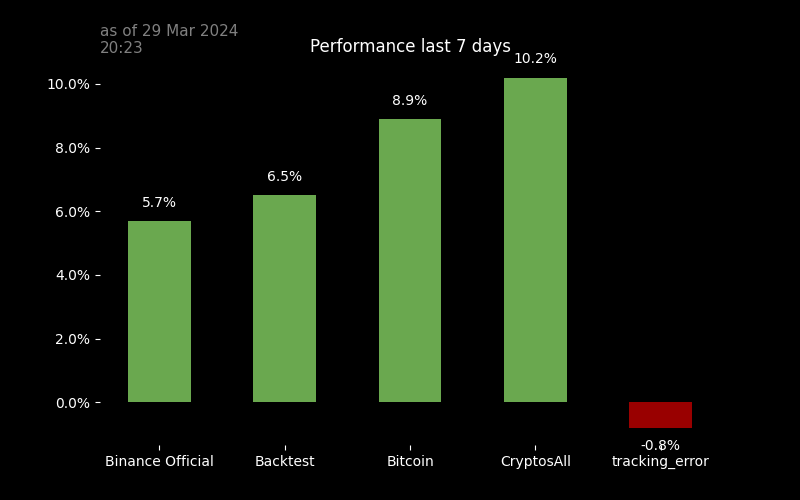 as of 29 Mar 2024
20:23
Performance last 7 days
10.0%
8.0%
6.0%
4.0%
2.0%
0.0%
5.7%
6.5%
8.9%
10.2%
-0.8%
Binance Official
Backtest
Bitcoin
CryptosAll
tracking_error